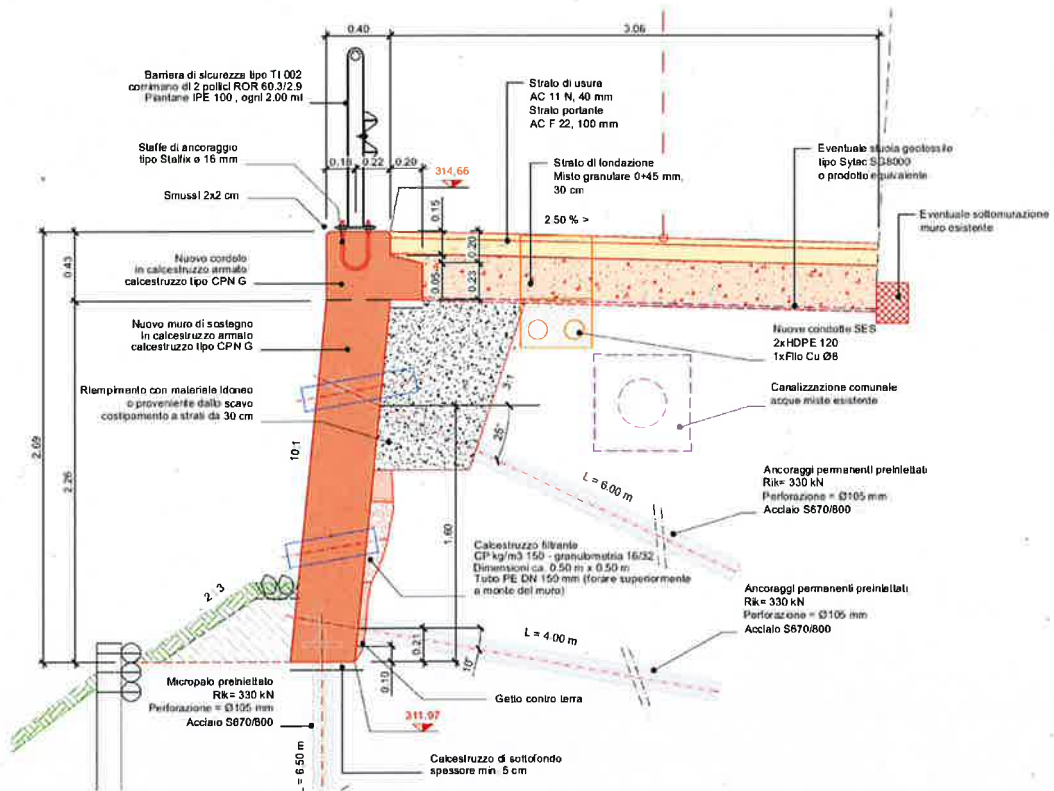 0.40
3.06
Barriera di sicurezza tipo TI 002
corrimano di 2 pollici ROR 60.3/2.9
Piantane IPE 100 , ogni 2.00 ml
Strato di usura
AC 11 N, 40 mm
Strato portante
AC F 22, 100 mm
Staffe di ancoraggio
tipo Stalfix ø 16 mm
0.18
0.22
0.20
314,66
Strato di fondazione
Misto granulare 0+45 mm,
30 cm
Eventuale stuoia geotessile
tipo Sytec SG8000
o prodotto equivalente
Smussi 2x2 cm
0.15
2.50 % >
Eventuale sottomurazione
muro esistente
0.43
Nuovo cordolo
in calcestruzzo armato
calcestruzzo tipo CPN G
0.05
0.20
0.23
Nuovo muro di sostegno
in calcestruzzo armato
calcestruzzo tipo CPN G
Nuove condotte SES
2xHDPE 120
1xFilo Cu Ø8
Riempimento con materiale idoneo
o proveniente dallo scavo
costipamento a strati da 30 cm
3:1
Canalizzazione comunale
acque miste esistente
2.69
2.26
10:1
25°
1.60
L = 6.00 m
Ancoraggi permanenti preiniettati
Rik= 330 kN
Perforazione = Ø105 mm
Acciaio S670/800
Calcestruzzo filtrante
CP kg/m3 150 - granulometria 16/32
Dimensioni ca. 0.50 m x 0.50 m
Tubo PE DN 150 mm (forare superiormente
a monte del muro)
2 : 3
Ancoraggi permanenti preiniettati
Rik= 330 kN
Perforazione = Ø105 mm
Acciaio S670/800
L = 4.00 m
0.21
10°
0.10
Micropalo preiniettato
Rik= 330 kN
Perforazione = Ø105 mm
Acciaio S670/800
Getto contro terra
311,97
= 6.50 m
Calcestruzzo di sottofondo
spessore min. 5 cm